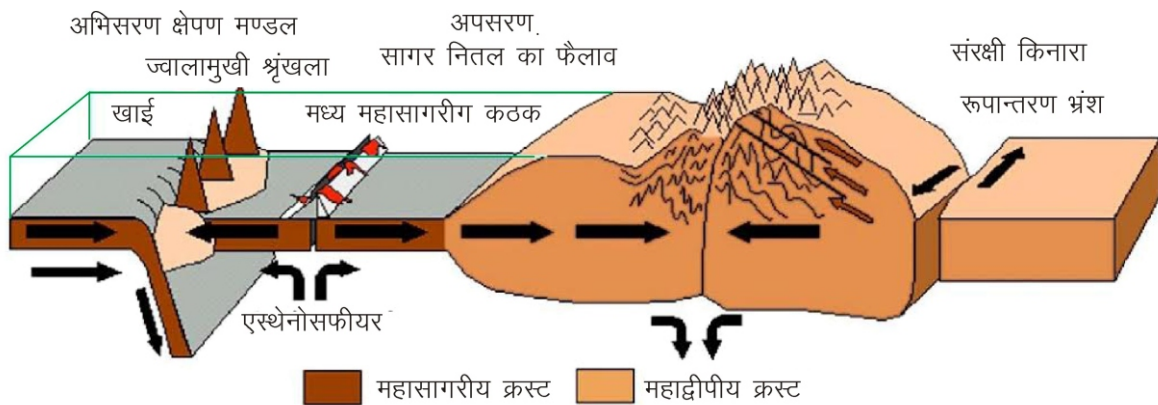 अभिसरण क्षेपण मण्डल
ज्वालामुखी श्रृंखला
खाई
अपसरण
सागर नितल का फैलाव
मध्य महासागरीग कठक
संरक्षी किनारा
रूपान्तरण भ्रंश
एस्थेनोसफीयर
महासागरीय क्रस्ट
महाद्वीपीय क्रस्ट